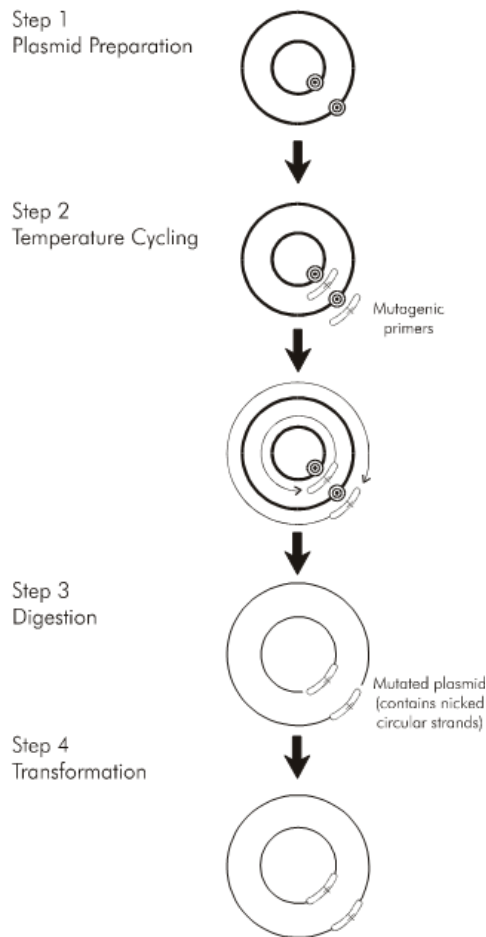 Step 1
Plasmid Preparation
Step 2
Temperature Cycling
Mutagenic
primers
Step 3
Digestion
Mutated plasmid
(contains nicked
circular strands)
Step 4
Transformation